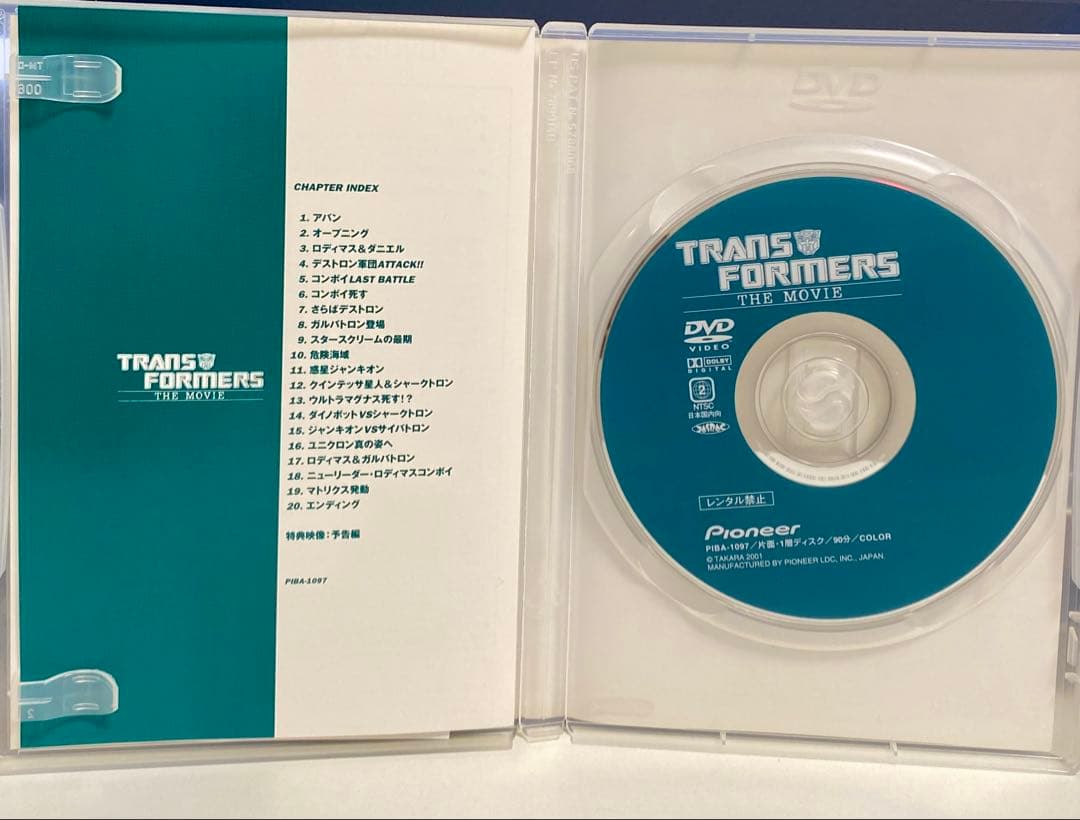 300
TRANS
FORMERS
THE MOVIE
CHAPTER INDEX
1. アバン
2. オープニング
3. ロディマス&ダニエル
4. デストロン軍団ATTACK!!
5. コンボイLAST BATTLE
6. コンボイ死す
7. さらばデストロン
8. ガルバトロン登場
9. スタースクリームの最期
10. 危険海域
11. 惑星ジャンキオン
12. クインテッサ星人&シャークトロン
13. ウルトラマグナス死す!?
14. ダイノボットVSシャークトロン
15. ジャンキオンVSサイバトロン
16. ユニクロン真の姿へ
17. ロディマス&ガルバトロン
18. ニューリーダー・ロディマスコンボイ
19. マトリクス発動
20. エンディング
特典映像:予告編
PIBA-1097
DVD
TRANS
FORMERS
THE MOVIE
DVD
VIDEO
DOLBY
DIGITAL
2
NTSC
日本国内向
レンタル禁止
Pioneer
PIBA-1097/片面・1層ディスク/90分/COLOR
© TAKARA 2001
MANUFACTURED BY PIONEER LDC, INC., JAPAN.